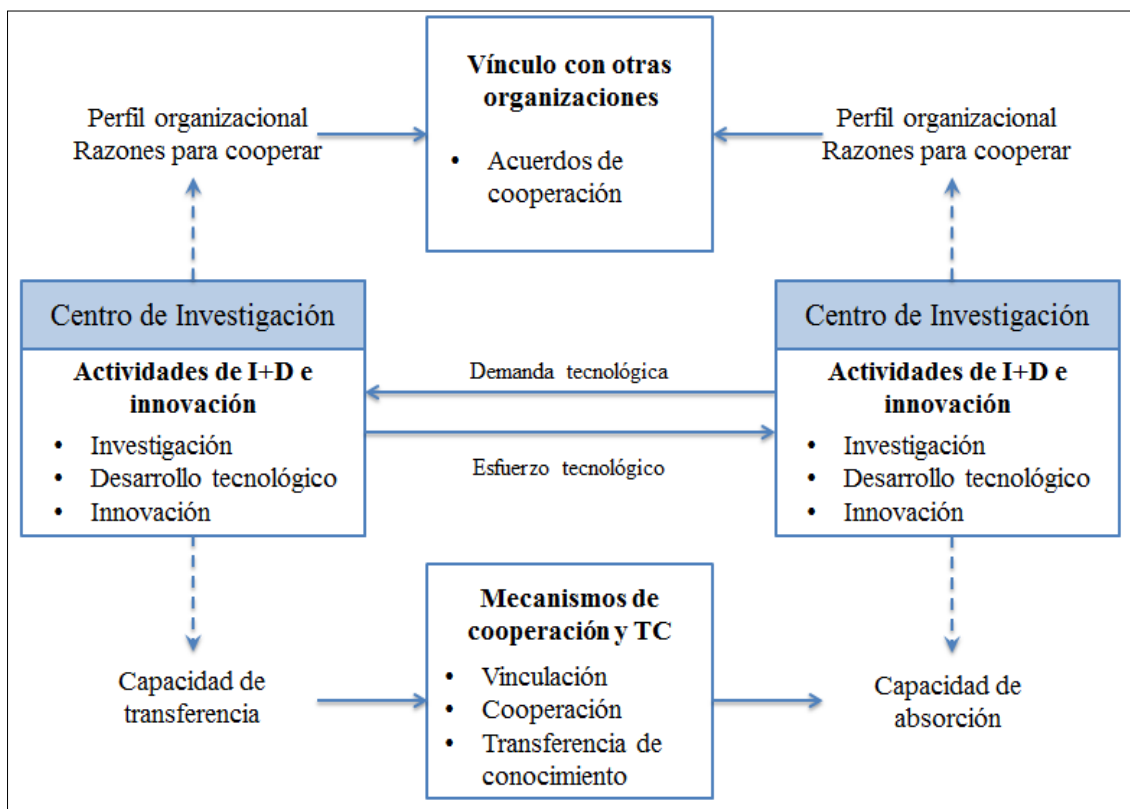 Vínculo con otras
organizaciones
• Acuerdos de
cooperación
Perfil organizacional
Razones para cooperar
Perfil organizacional
Razones para cooperar
Centro de Investigación
Actividades de I+D e
innovación
• Investigación
• Desarrollo tecnológico
• Innovación
Demanda tecnológica
Esfuerzo tecnológico
Centro de Investigación
Actividades de I+D e
innovación
• Investigación
• Desarrollo tecnológico
• Innovación
Capacidad de
transferencia
Mecanismos de
cooperación y TC
• Vinculación
• Cooperación
• Transferencia de
conocimiento
Capacidad de
absorción